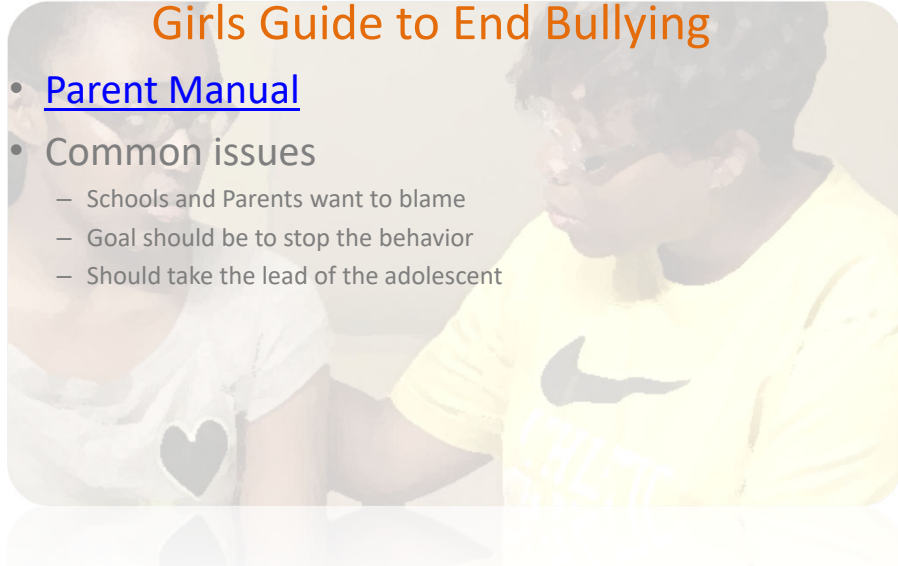 Girls Guide to End Bullying
• Parent Manual
• Common issues
– Schools and Parents want to blame
– Goal should be to stop the behavior
– Should take the lead of the adolescent